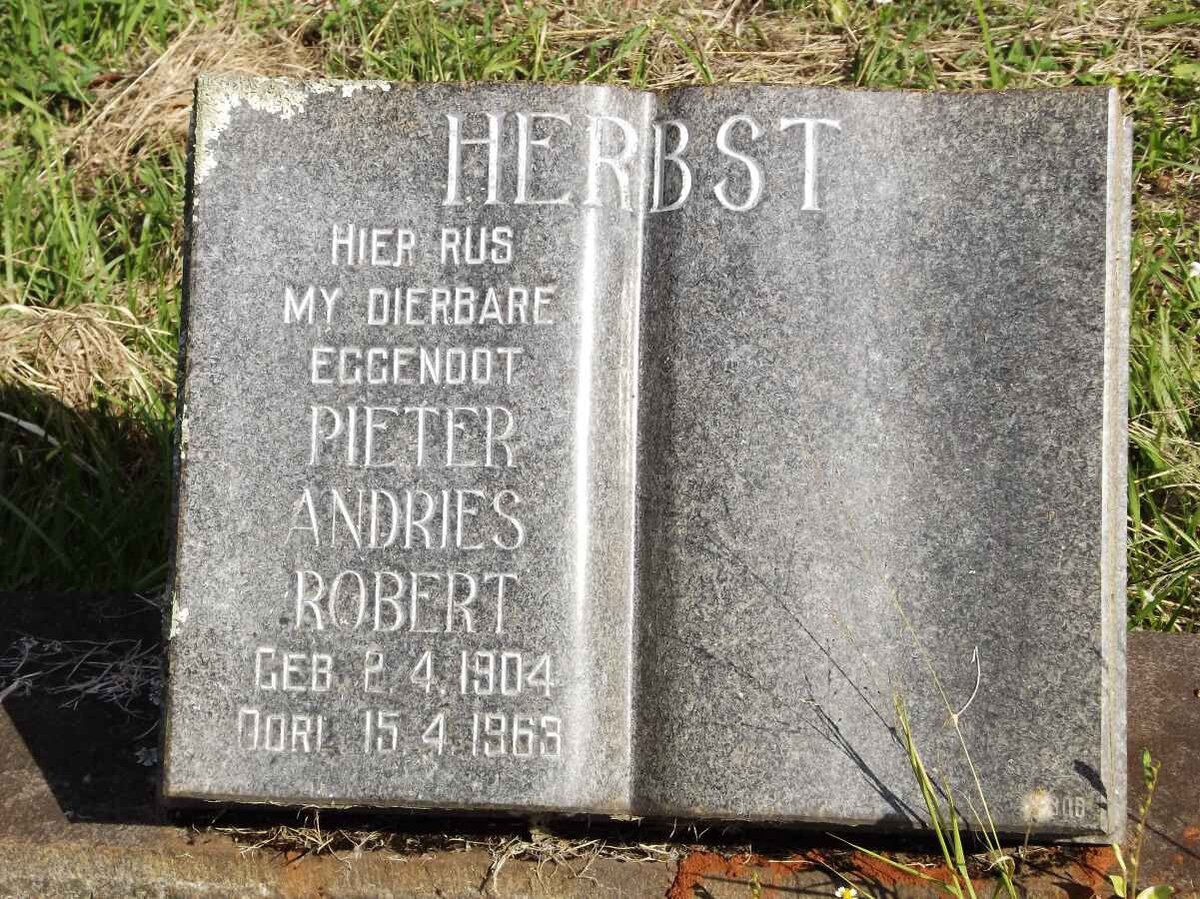 HERBST
HIER RUS
MY DIERBARE
EGGENOOT
PIETER
ANDRIES
ROBERT
GEB. 2.4.1904
OORL. 15.4.1963